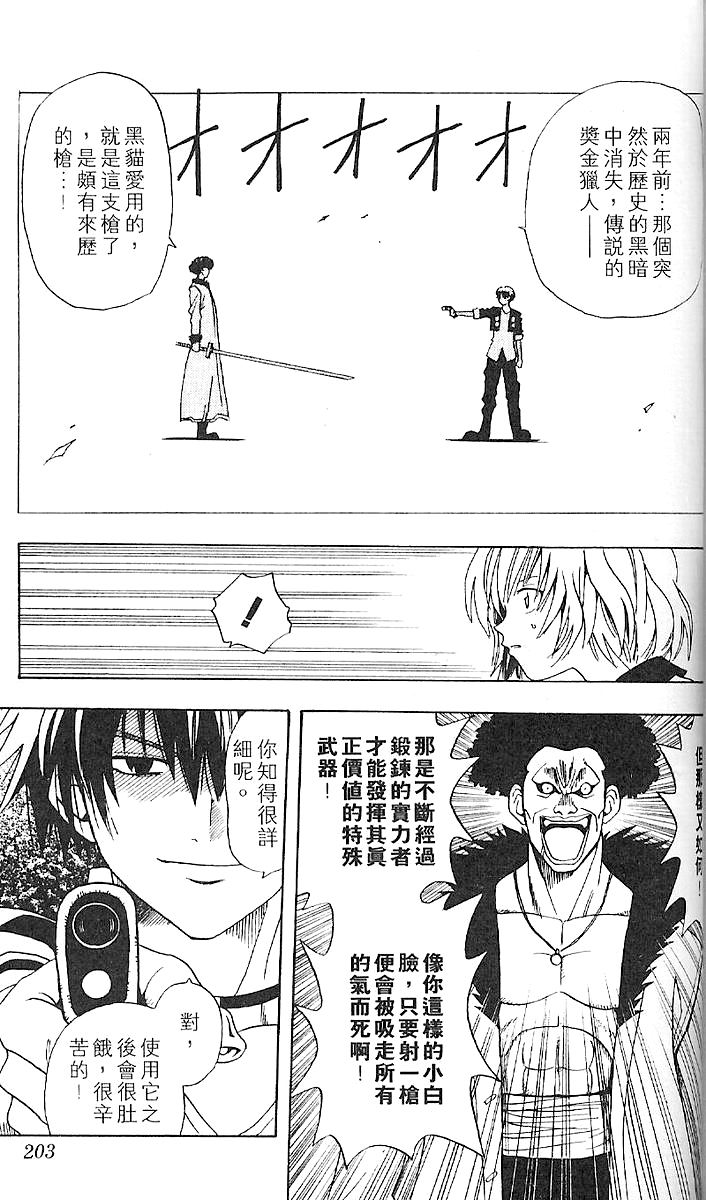 兩年前…那個突
然於歷史的黑暗
中消失，傳說的
獎金獵人——
オオオオオ
黑貓愛用的，
就是這支槍了
，是頗有來歷
的槍…！
！
但那樣又如何！
那是不斷經過
鍛鍊的實力者
才能發揮其真
正價值的特殊
武器！
像你這樣的小白
臉，只要射一槍
便會被吸走所有
的氣而死啊！
你知得很詳
細呢。
對，
使用它之
後會很肚
餓，很辛
苦的！
203